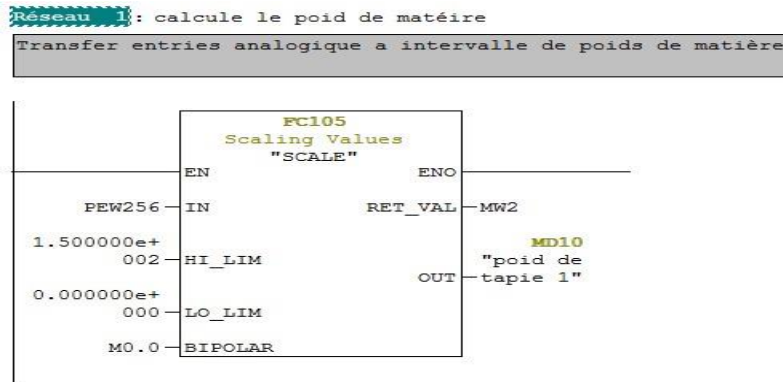 Réseau 1: calcule le poid de matéire
Transfer entries analogique a intervalle de poids de matière
FC105
Scaling Values
"SCALE"
EN ENO
PEW256 IN RET_VAL MW2
1.500000e+
002 HI_LIM
MD10
"poid de
OUT tapie 1"
0.000000e+
000 LO_LIM
M0.0 BIPOLAR